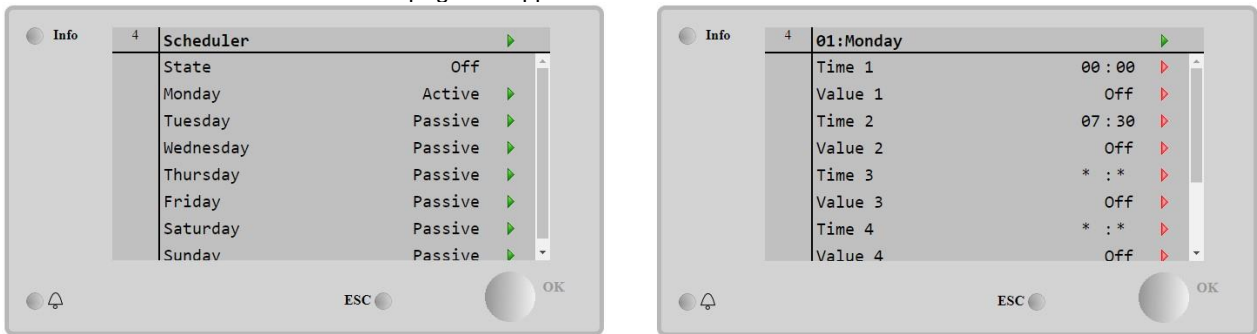 Info 4 Scheduler
State Off
Monday Active
Tuesday Passive
Wednesday Passive
Thursday Passive
Friday Passive
Saturday Passive
Sunday Passive
ESC OK
Info 4 01:Monday
Time 1 00:00
Value 1 Off
Time 2 07:30
Value 2 Off
Time 3 * :*
Value 3 Off
Time 4 * :*
Value 4 Off
ESC OK